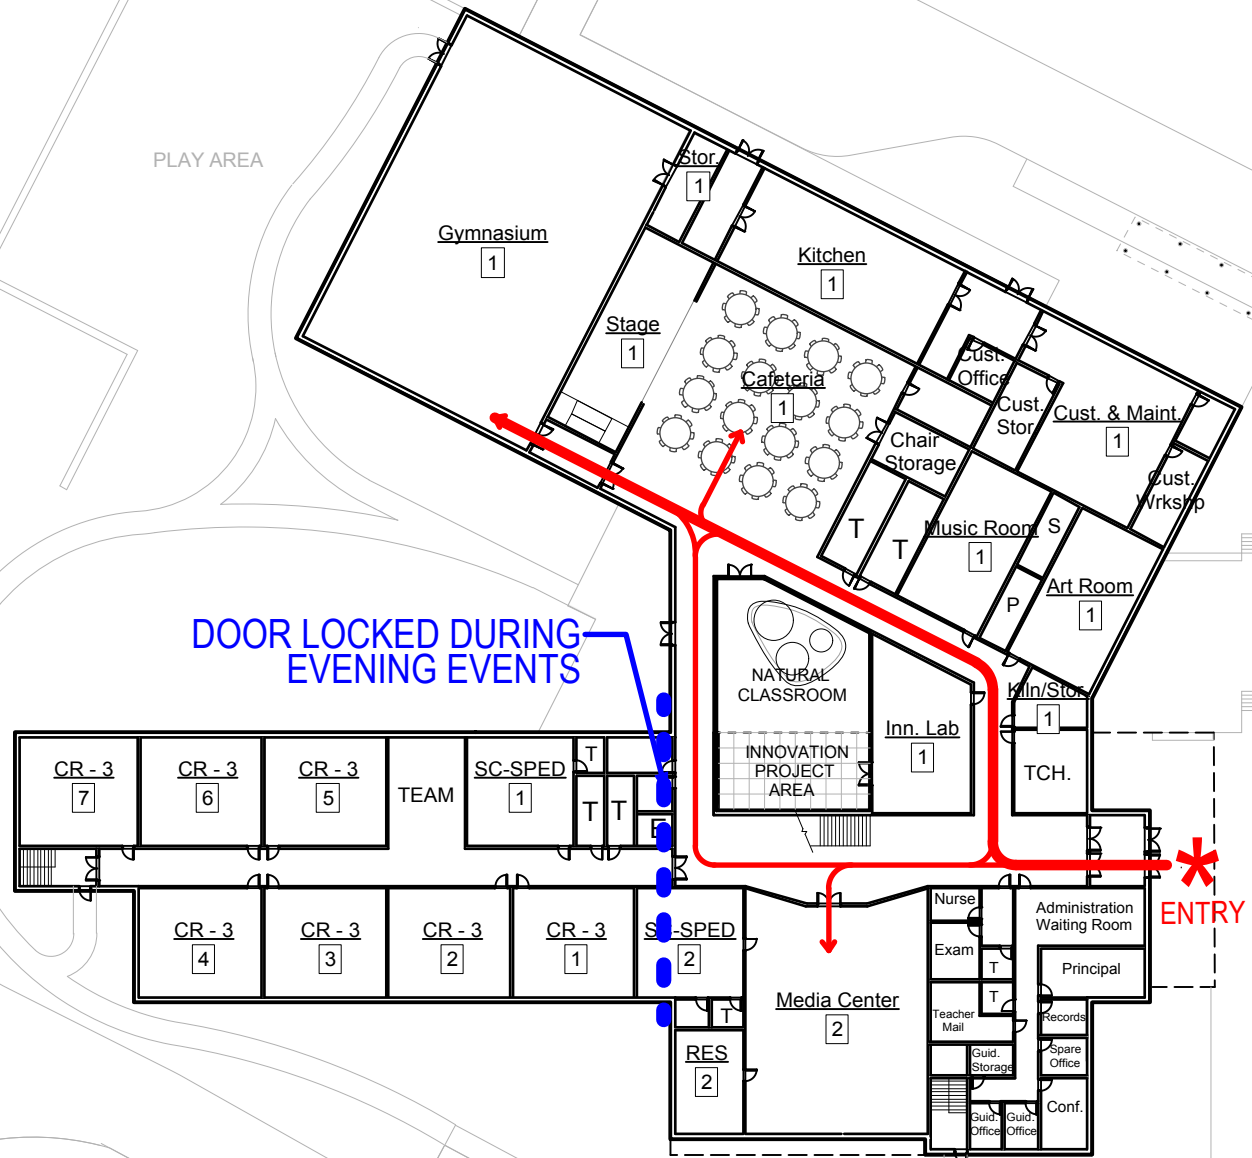 PLAY AREA
Stor.
1
Gymnasium
1
Kitchen
1
Stage
1
Cafeteria
1
Cust.
Office
Cust.
Stor.
Cust. & Maint.
1
Chair
Storage
Cust.
Wrkshp
T
T
Music Room
1
S
P
Art Room
1
DOOR LOCKED DURING
EVENING EVENTS
NATURAL
CLASSROOM
Kiln/Stor.
1
Inn. Lab
1
INNOVATION
PROJECT
AREA
TCH.
CR - 3
7
CR - 3
6
CR - 3
5
TEAM
SC-SPED
1
T
T
T
E
*
ENTRY
CR - 3
4
CR - 3
3
CR - 3
2
CR - 3
1
SC-SPED
2
Nurse
Exam
T
T
Administration
Waiting Room
Principal
Media Center
2
Teacher
Mail
Records
T
RES
2
Guid.
Storage
Spare
Office
Guid.
Office
Guid.
Office
Conf.